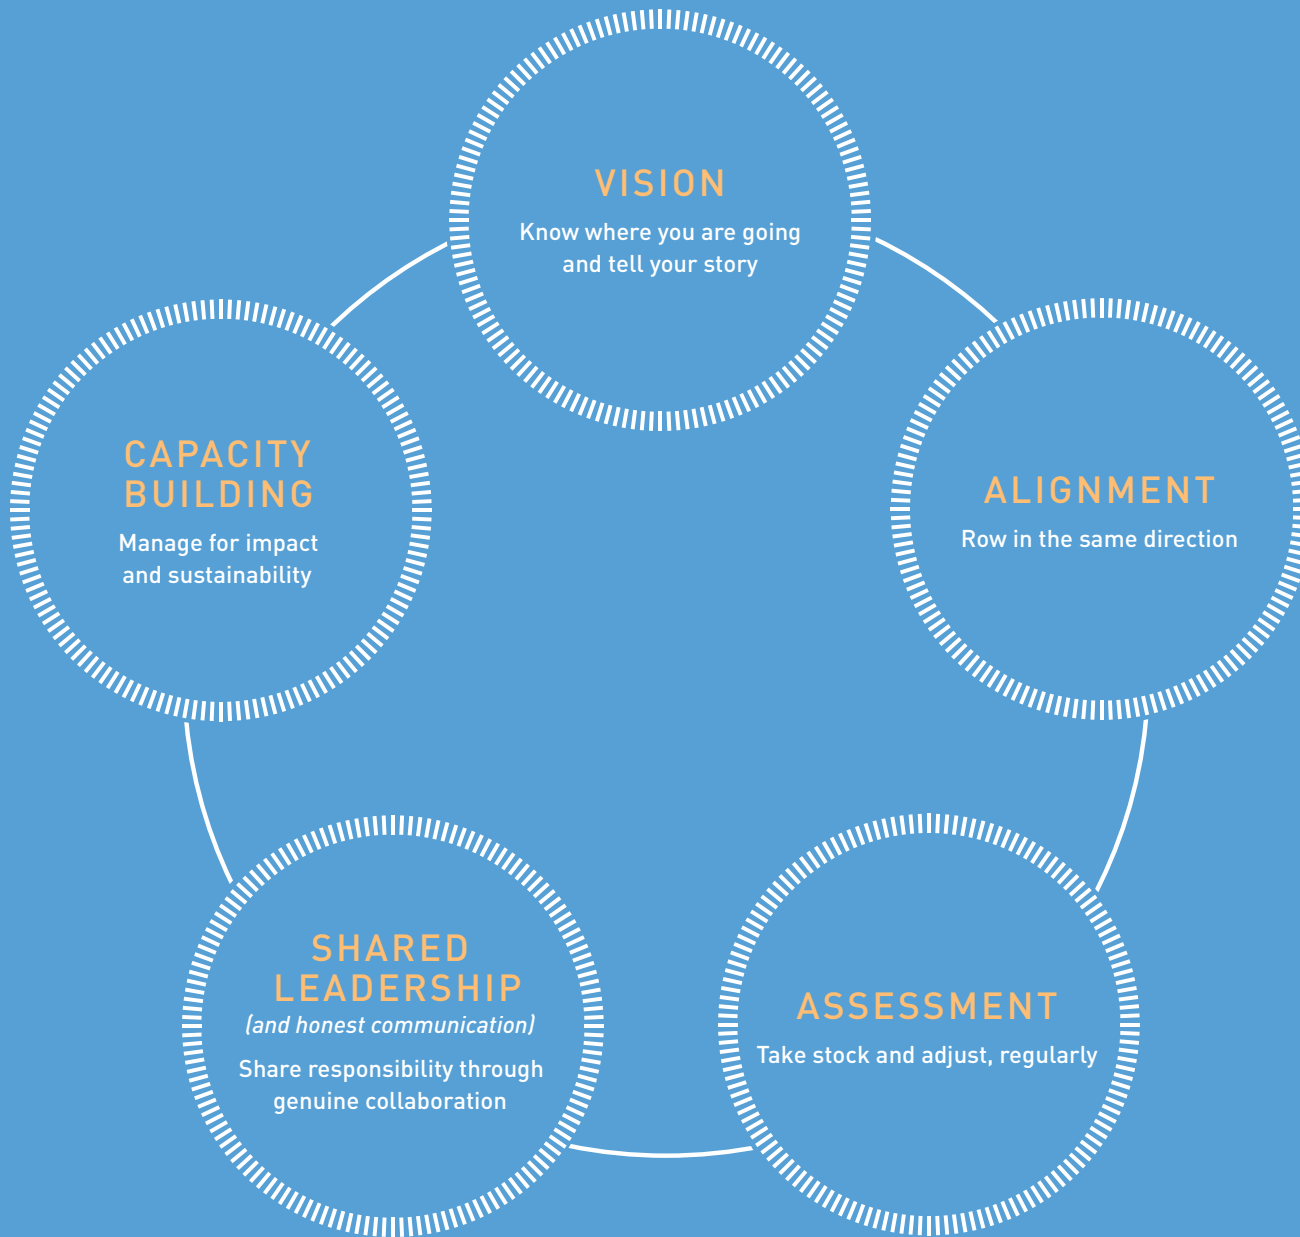 VISION
Know where you are going
and tell your story
ALIGNMENT
Row in the same direction
ASSESSMENT
Take stock and adjust, regularly
SHARED
LEADERSHIP
(and honest communication)
Share responsibility through
genuine collaboration
CAPACITY
BUILDING
Manage for impact
and sustainability